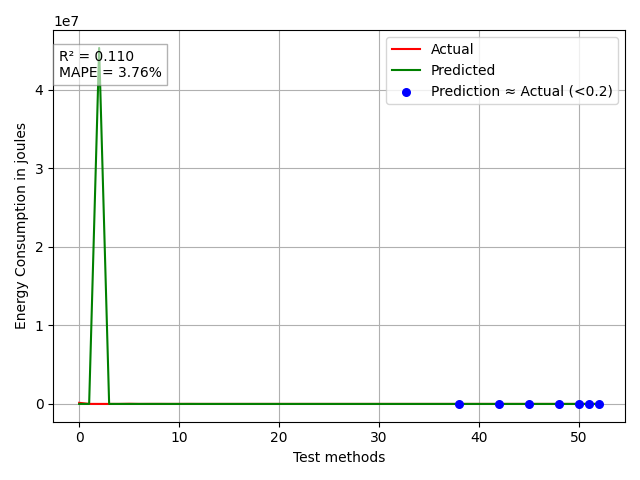 1e7
R² = 0.110
MAPE = 3.76%
Actual
Predicted
Prediction ≈ Actual (<0.2)
4
3
2
1
0
Energy Consumption in joules
0 10 20 30 40 50
Test methods